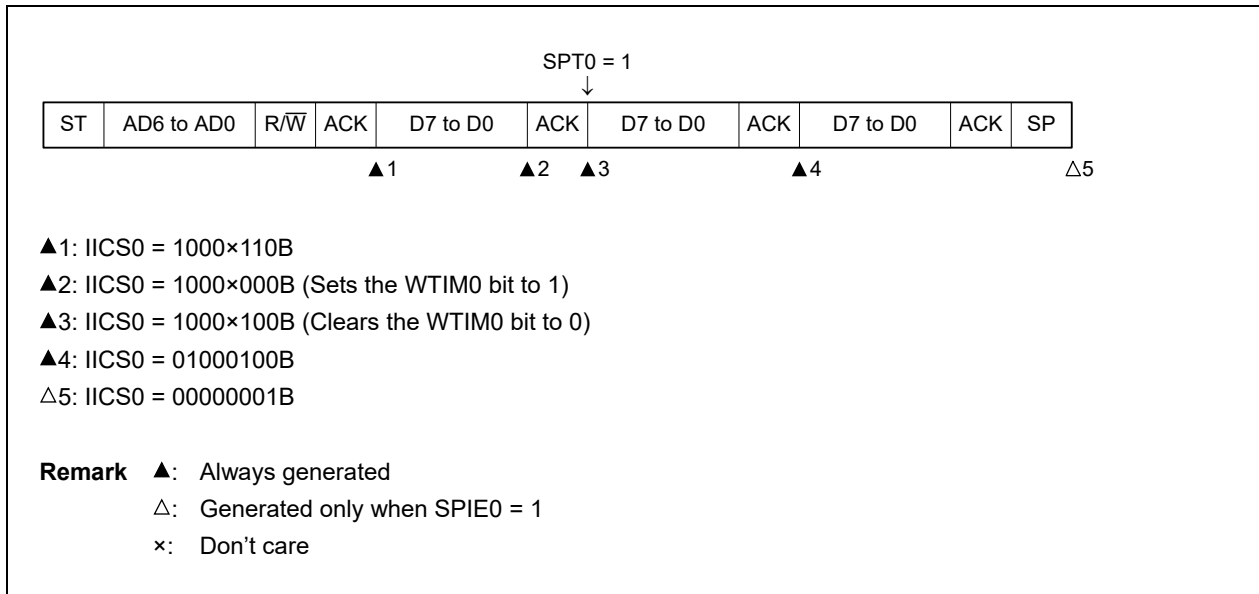 SPT0 = 1
↓
ST AD6 to AD0 R/W̅ ACK D7 to D0 ACK D7 to D0 ACK D7 to D0 ACK SP
▲1 ▲2 ▲3 ▲4 △5
▲1: IICS0 = 1000×110B
▲2: IICS0 = 1000×000B (Sets the WTIM0 bit to 1)
▲3: IICS0 = 1000×100B (Clears the WTIM0 bit to 0)
▲4: IICS0 = 01000100B
△5: IICS0 = 00000001B
Remark ▲: Always generated
△: Generated only when SPIE0 = 1
×: Don’t care